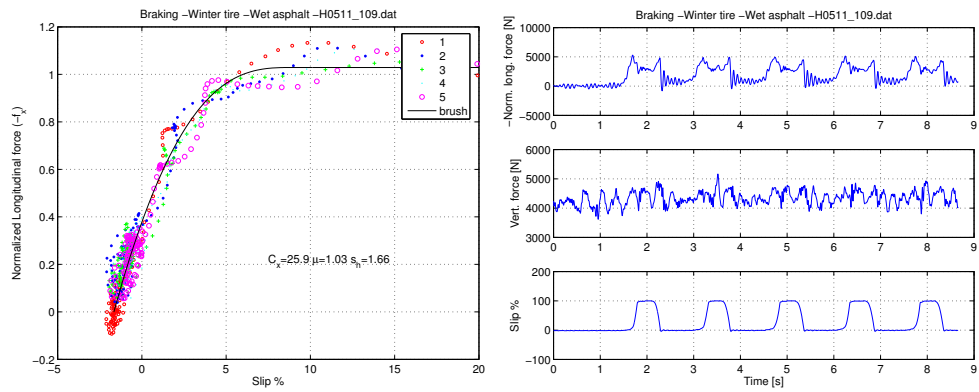 Braking −Winter tire −Wet asphalt −H0511_109.dat
Normalized Longitudinal force (−fₓ)
1.2
1
0.8
0.6
0.4
0.2
0
−0.2
1
2
3
4
5
brush
C_x=25.9 μ=1.03 s_h=1.66
−5 0 5 10 15 20
Slip %
Braking −Winter tire −Wet asphalt −H0511_109.dat
−Norm. long. force [N]
10000
5000
0
−5000
0 1 2 3 4 5 6 7 8 9
Vert. force [N]
6000
5000
4000
3000
0 1 2 3 4 5 6 7 8 9
Slip %
200
100
0
−100
0 1 2 3 4 5 6 7 8 9
Time [s]